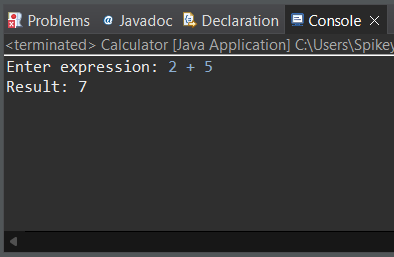 Problems @ Javadoc Declaration Console
<terminated> Calculator [Java Application] C:\Users\Spikey
Enter expression: 2 + 5
Result: 7